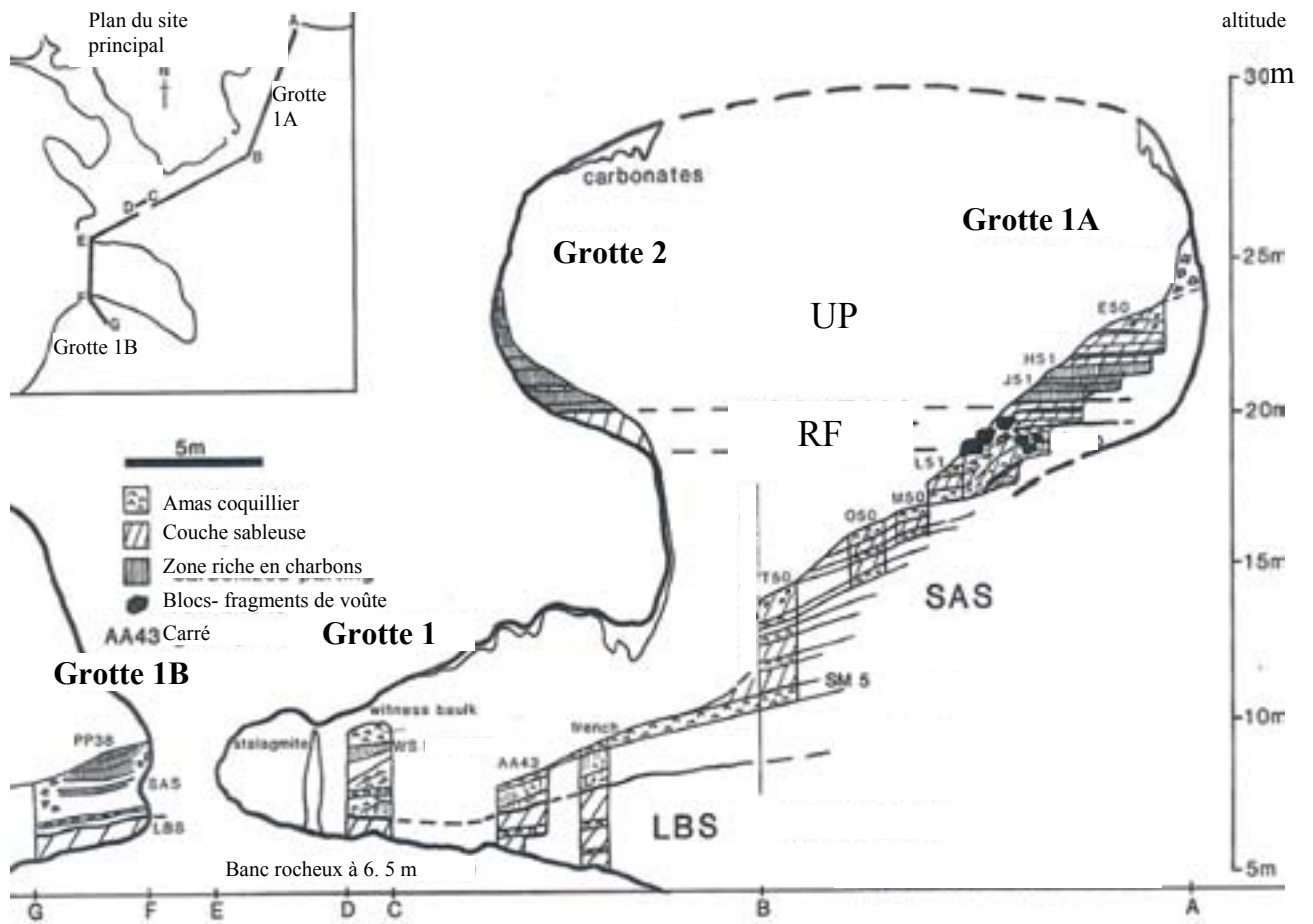 Plan du site
principal
A
N
Grotte
1A
B
D
C
E
F
G
Grotte 1B
altitude
30m
25m
20m
15m
10m
5m
carbonates
Grotte 2
Grotte 1A
UP
RF
E50
H51
J51
L51
M50
O50
T50
SAS
SM 5
LBS
5m
Amas coquillier
Couche sableuse
Zone riche en charbons
Blocs- fragments de voûte
AA43 Carré
Grotte 1
Grotte 1B
PP38
SAS
LBS
stalagmite
witness baulk
WS
AA43
trench
Banc rocheux à 6. 5 m
G F E D C B A